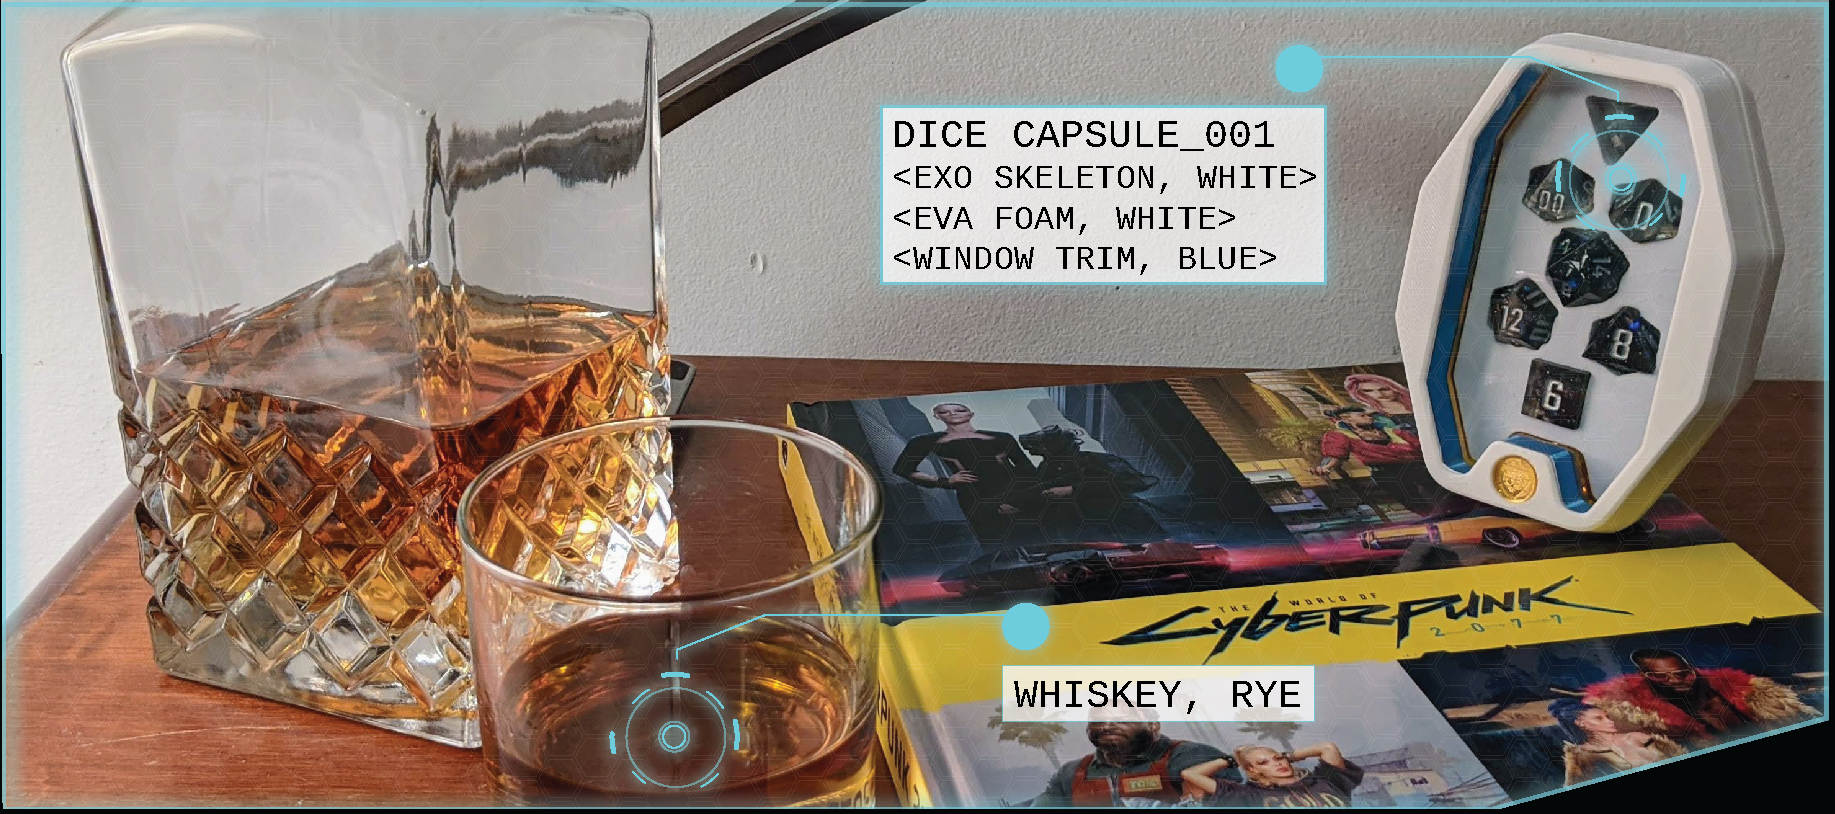 DICE CAPSULE_001
<EXO SKELETON, WHITE>
<EVA FOAM, WHITE>
<WINDOW TRIM, BLUE>
00
0
12
8
6
THE WORLD OF
CYBERPUNK
2077
WHISKEY, RYE